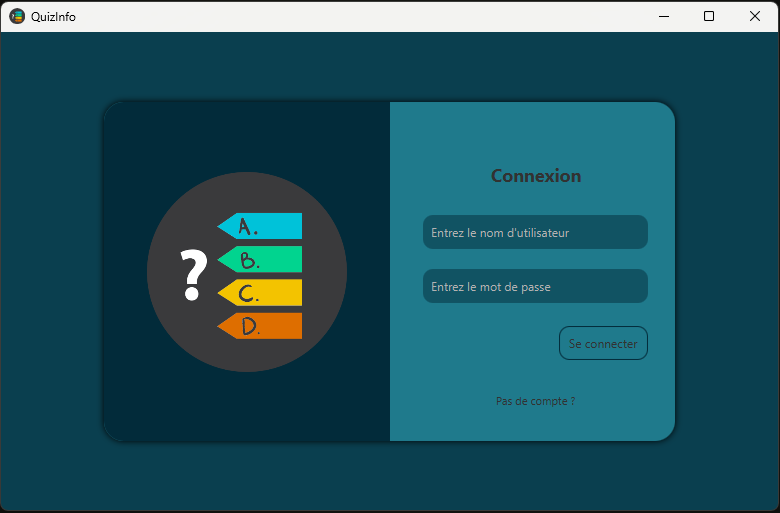 QuizInfo
?
A.
B.
C.
D.
Connexion
Entrez le nom d'utilisateur
Entrez le mot de passe
Se connecter
Pas de compte ?